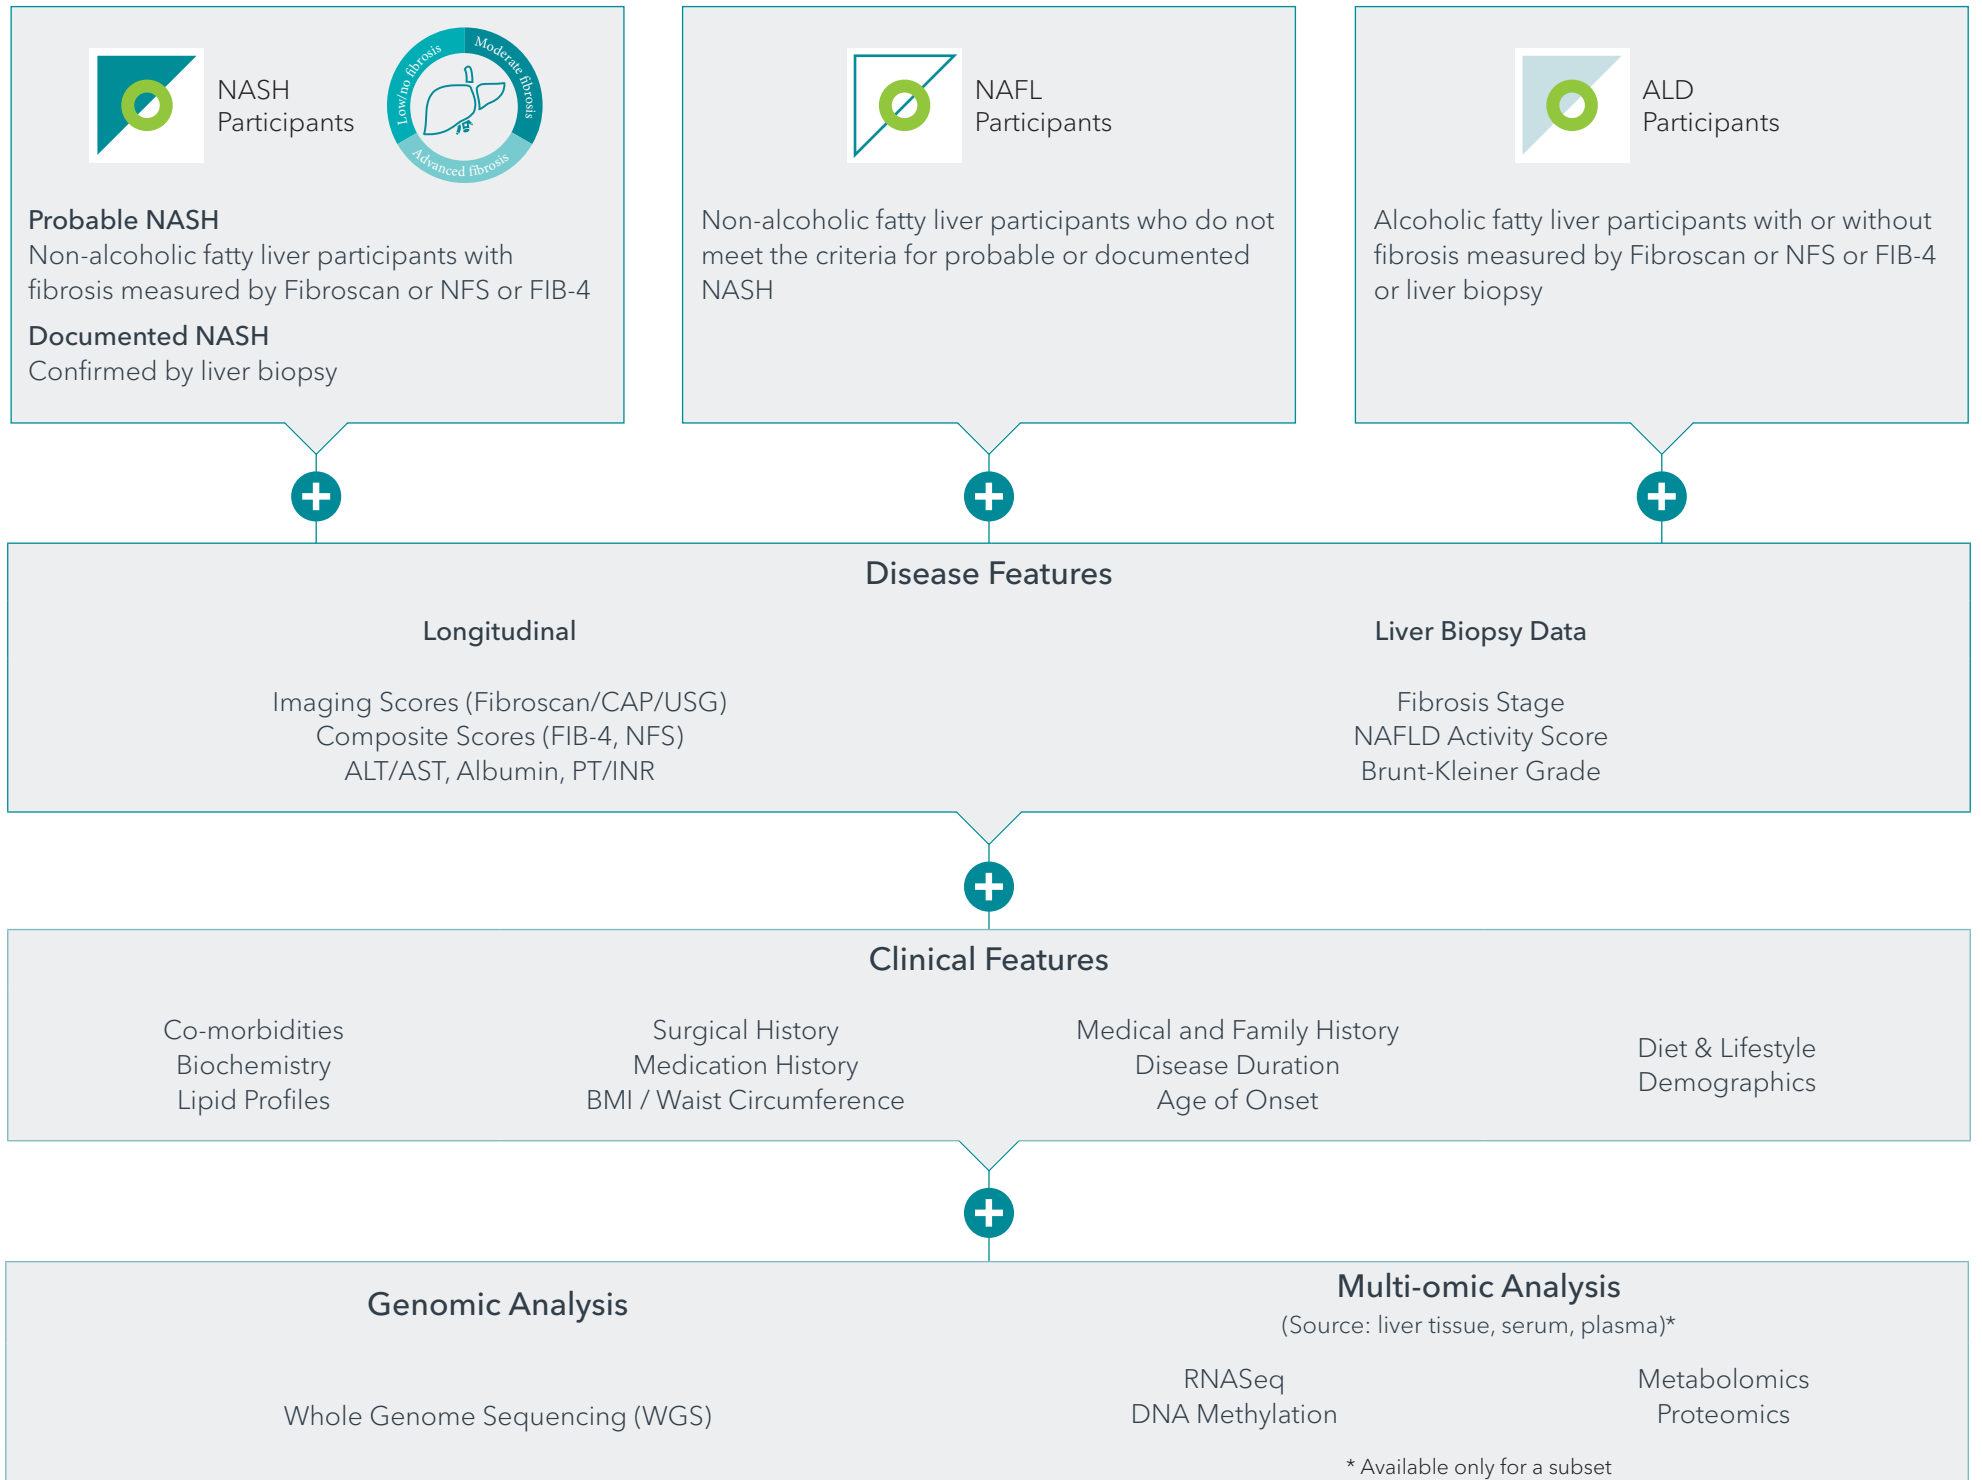 NASH
Participants
Low/no fibrosis
Moderate fibrosis
Advanced fibrosis
Probable NASH
Non-alcoholic fatty liver participants with
fibrosis measured by Fibroscan or NFS or FIB-4
Documented NASH
Confirmed by liver biopsy
NAFL
Participants
Non-alcoholic fatty liver participants who do not
meet the criteria for probable or documented
NASH
ALD
Participants
Alcoholic fatty liver participants with or without
fibrosis measured by Fibroscan or NFS or FIB-4
or liver biopsy
Disease Features
Longitudinal
Imaging Scores (Fibroscan/CAP/USG)
Composite Scores (FIB-4, NFS)
ALT/AST, Albumin, PT/INR
Liver Biopsy Data
Fibrosis Stage
NAFLD Activity Score
Brunt-Kleiner Grade
Clinical Features
Co-morbidities
Biochemistry
Lipid Profiles
Surgical History
Medication History
BMI / Waist Circumference
Medical and Family History
Disease Duration
Age of Onset
Diet & Lifestyle
Demographics
Genomic Analysis
Whole Genome Sequencing (WGS)
Multi-omic Analysis
(Source: liver tissue, serum, plasma)*
RNASeq
DNA Methylation
Metabolomics
Proteomics
* Available only for a subset